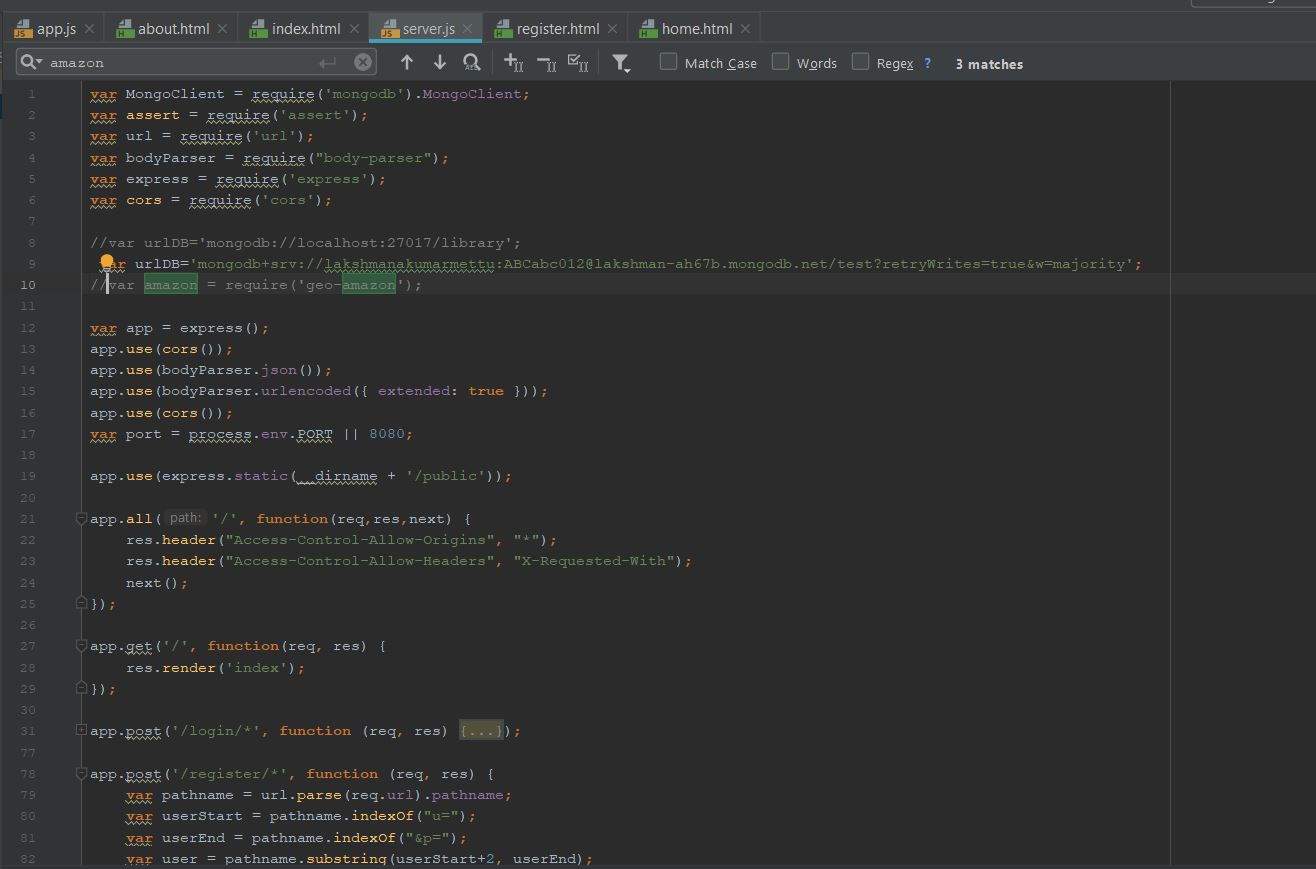 app.js about.html index.html server.js register.html home.html
amazon Match Case Words Regex ? 3 matches
1 var MongoClient = require('mongodb').MongoClient;
2 var assert = require('assert');
3 var url = require('url');
4 var bodyParser = require("body-parser");
5 var express = require('express');
6 var cors = require('cors');
7
8 //var urlDB='mongodb://localhost:27017/library';
9 var urlDB='mongodb+srv://lakshmanakumarmettu:ABCabc012@lakshman-ah67b.mongodb.net/test?retryWrites=true&w=majority';
10 //var amazon = require('geo-amazon');
11
12 var app = express();
13 app.use(cors());
14 app.use(bodyParser.json());
15 app.use(bodyParser.urlencoded({ extended: true }));
16 app.use(cors());
17 var port = process.env.PORT || 8080;
18
19 app.use(express.static(__dirname + '/public'));
20
21 app.all( path: '/', function(req,res,next) {
22 res.header("Access-Control-Allow-Origins", "*");
23 res.header("Access-Control-Allow-Headers", "X-Requested-With");
24 next();
25 });
26
27 app.get('/', function(req, res) {
28 res.render('index');
29 });
30
31 app.post('/login/*', function (req, res) {...});
77
78 app.post('/register/*', function (req, res) {
79 var pathname = url.parse(req.url).pathname;
80 var userStart = pathname.indexOf("u=");
81 var userEnd = pathname.indexOf("&p=");
82 var user = pathname.substring(userStart+2, userEnd);